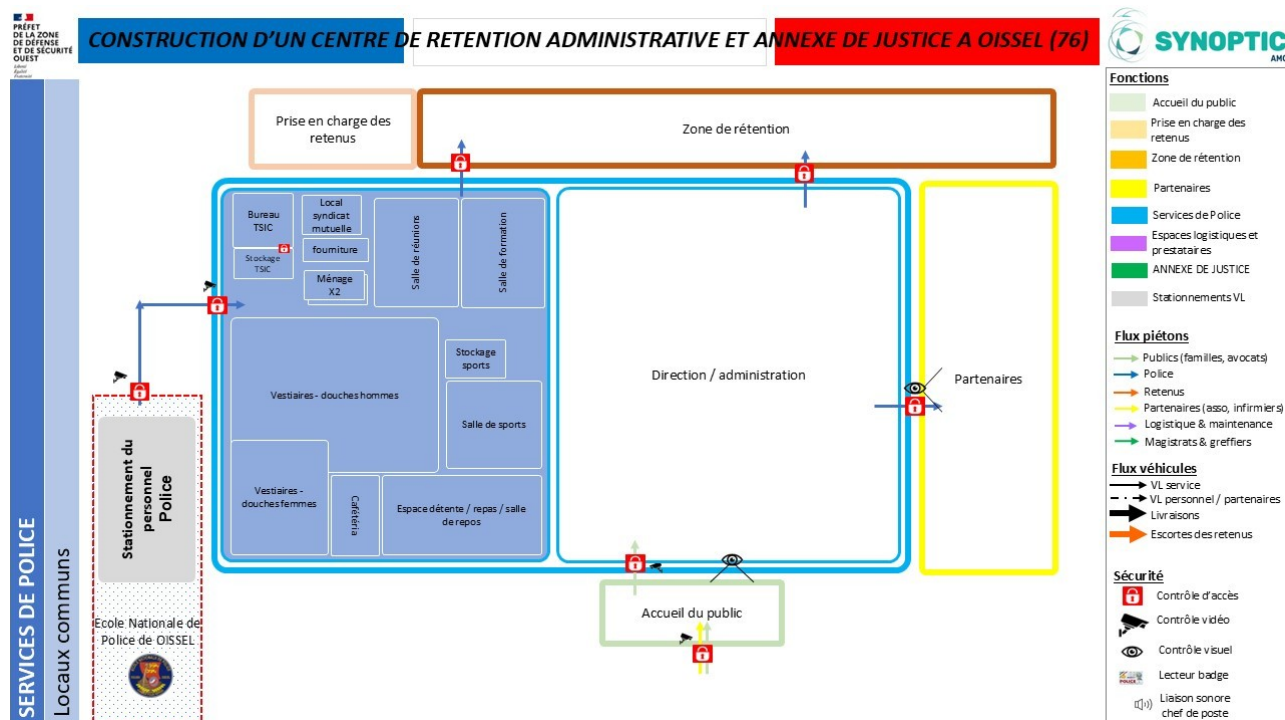 PRÉFET
DE LA ZONE
DE DÉFENSE
ET DE SÉCURITÉ
OUEST
Liberté
Égalité
Fraternité
CONSTRUCTION D'UN CENTRE DE RETENTION ADMINISTRATIVE ET ANNEXE DE JUSTICE A OISSEL (76)
SYNOPTIC
AMO
SERVICES DE POLICE
Locaux communs
Prise en charge des
retenus
Zone de rétention
Bureau
TSIC
Stockage
TSIC
Local
syndicat
mutuelle
fourniture
Ménage
X2
Salle de réunions
Salle de formation
Vestiaires - douches hommes
Stockage
sports
Salle de sports
Vestiaires -
douches femmes
Cafétéria
Espace détente / repas / salle
de repos
Direction / administration
Partenaires
Accueil du public
Stationnement du
personnel
Police
Ecole Nationale de
Police de OISSEL
Fonctions
Accueil du public
Prise en charge des
retenus
Zone de rétention
Partenaires
Services de Police
Espaces logistiques et
prestataires
ANNEXE DE JUSTICE
Stationnements VL
Flux piétons
Publics (familles, avocats)
Police
Retenus
Partenaires (asso, infirmiers)
Logistique & maintenance
Magistrats & greffiers
Flux véhicules
VL service
VL personnel / partenaires
Livraisons
Escortes des retenus
Sécurité
Contrôle d'accès
Contrôle vidéo
Contrôle visuel
POLICE
Lecteur badge
Liaison sonore
chef de poste